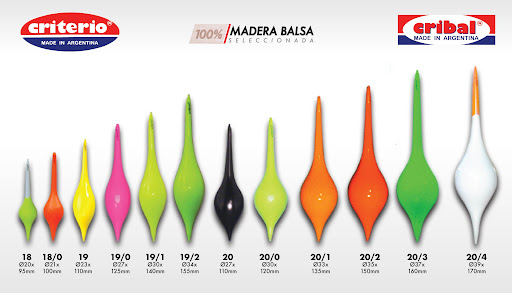 criterio®
MADE IN ARGENTINA
100% MADERA BALSA
SELECCIONADA
cribal®
MADE IN ARGENTINA
18 18/0 19 19/0 19/1 19/2 20 20/0 20/1 20/2 20/3 20/4
Ø20x Ø21x Ø23x Ø27x Ø30x Ø34x Ø27x Ø30x Ø33x Ø35x Ø37x Ø39x
95mm 100mm 110mm 125mm 140mm 155mm 110mm 120mm 135mm 150mm 160mm 170mm